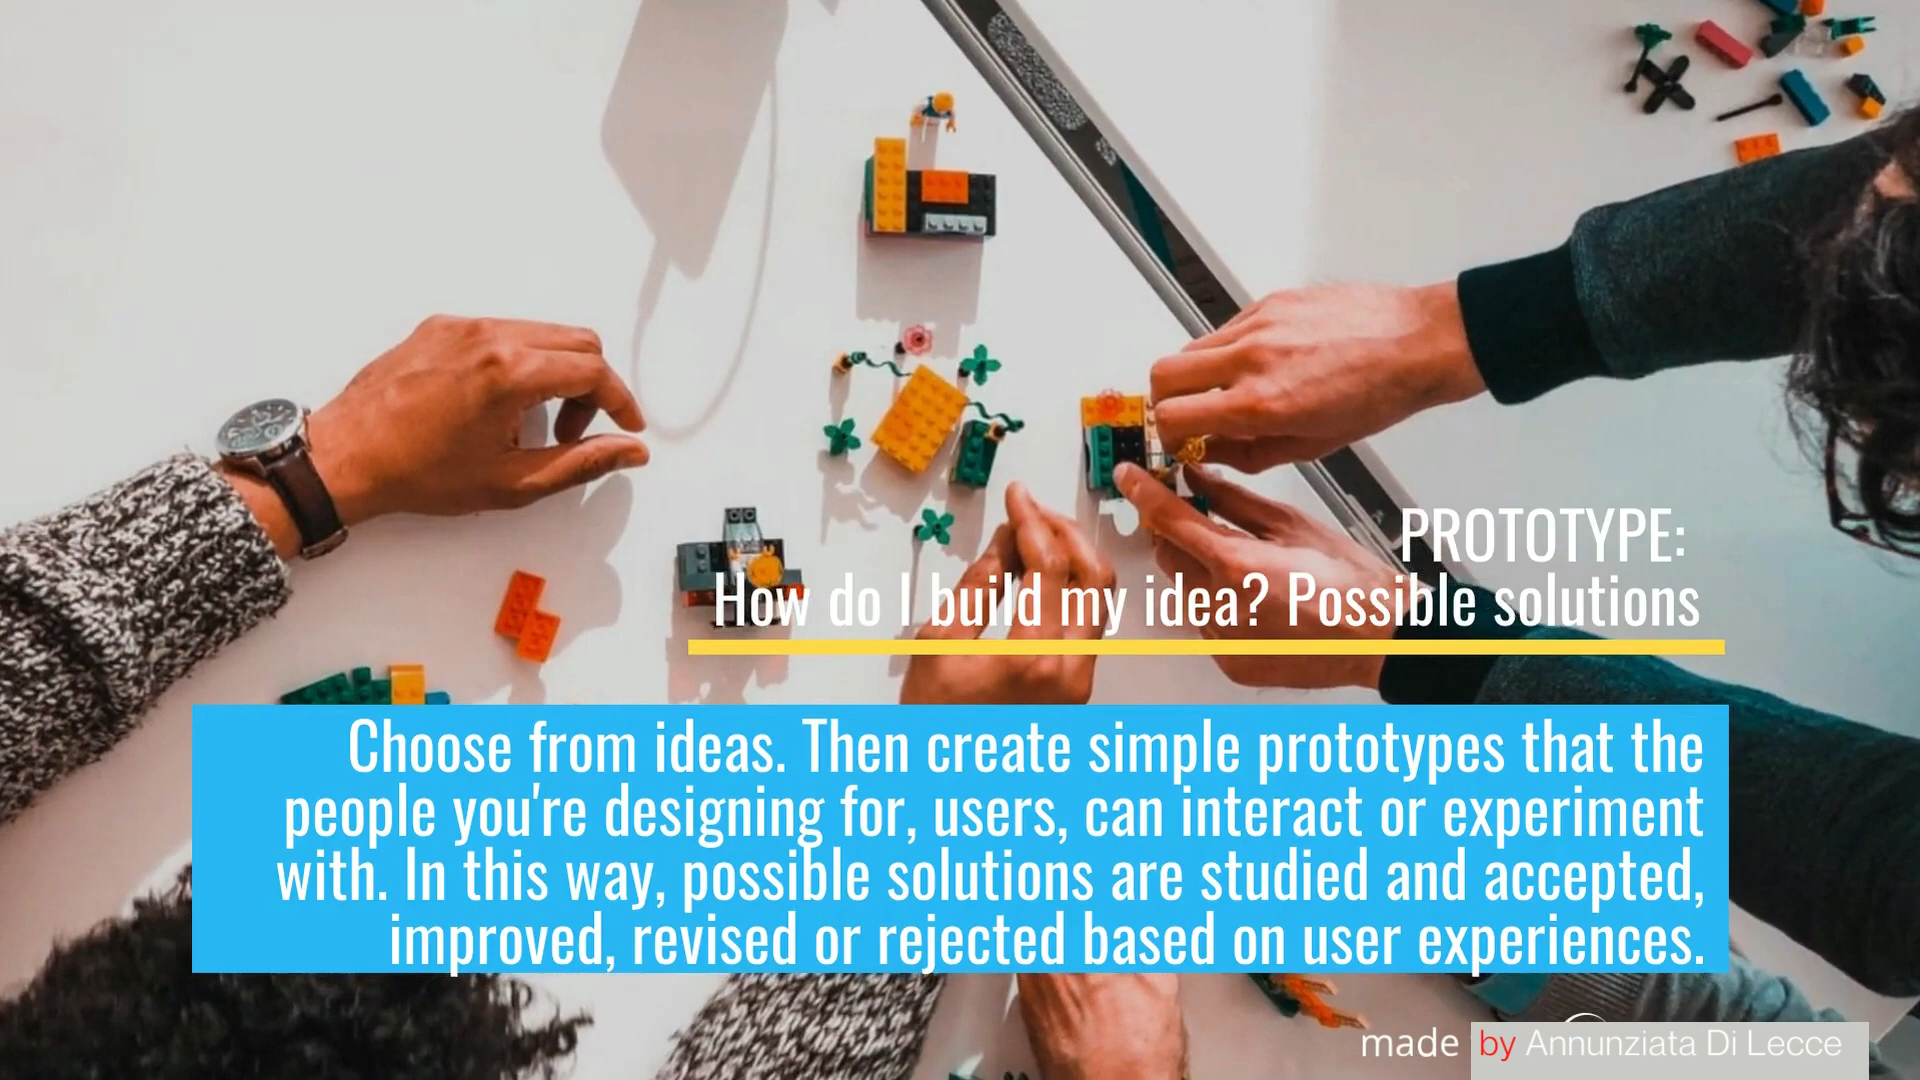 PROTOTYPE:
How do I build my idea? Possible solutions
Choose from ideas. Then create simple prototypes that the
people you're designing for, users, can interact or experiment
with. In this way, possible solutions are studied and accepted,
improved, revised or rejected based on user experiences.
made by Annunziata Di Lecce